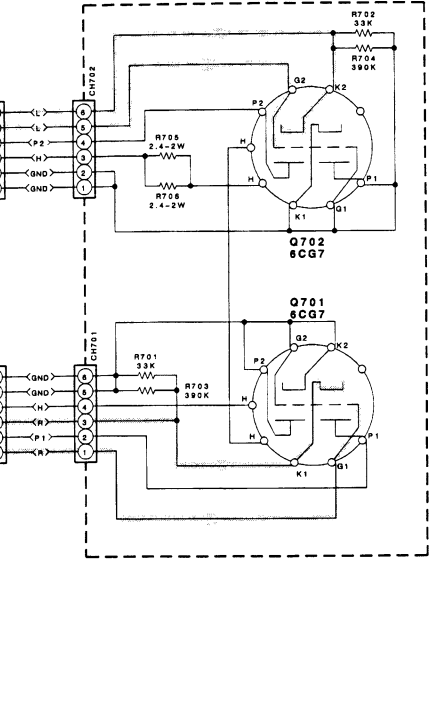 R702
33K
R704
390K
CH702
G2
K2
P2
6
⟨L⟩
5
⟨Ł⟩
4
⟨P2⟩
R705
2.4-2W
H
3
⟨H⟩
2
⟨GND⟩
1
⟨GND⟩
R706
2.4-2W
H
P1
K1
G1
Q702
6CG7
Q701
6CG7
CH701
G2
K2
R701
33K
P2
6
⟨GND⟩
5
⟨GND⟩
R703
390K
4
⟨H⟩
H
3
⟨R⟩
2
⟨P1⟩
H
P1
1
⟨R⟩
K1
G1